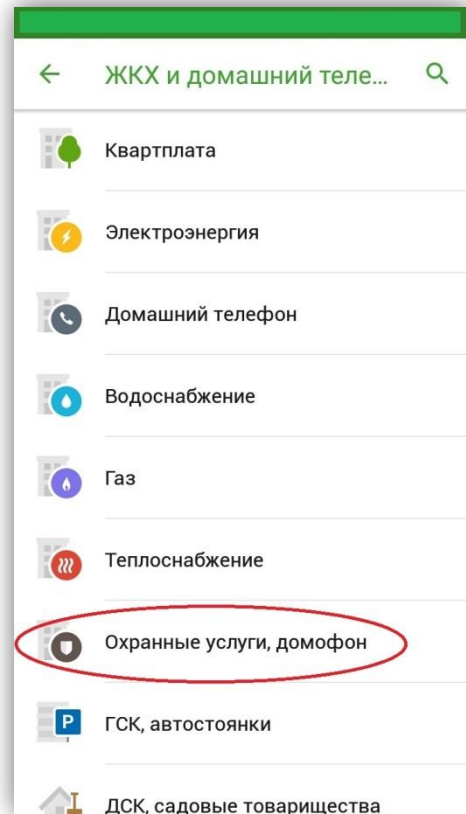 ЖКХ и домашний теле...
Квартплата
Электроэнергия
Домашний телефон
Водоснабжение
Газ
Теплоснабжение
Охранные услуги, домофон
P
ГСК, автостоянки
ДСК, садовые товарищества